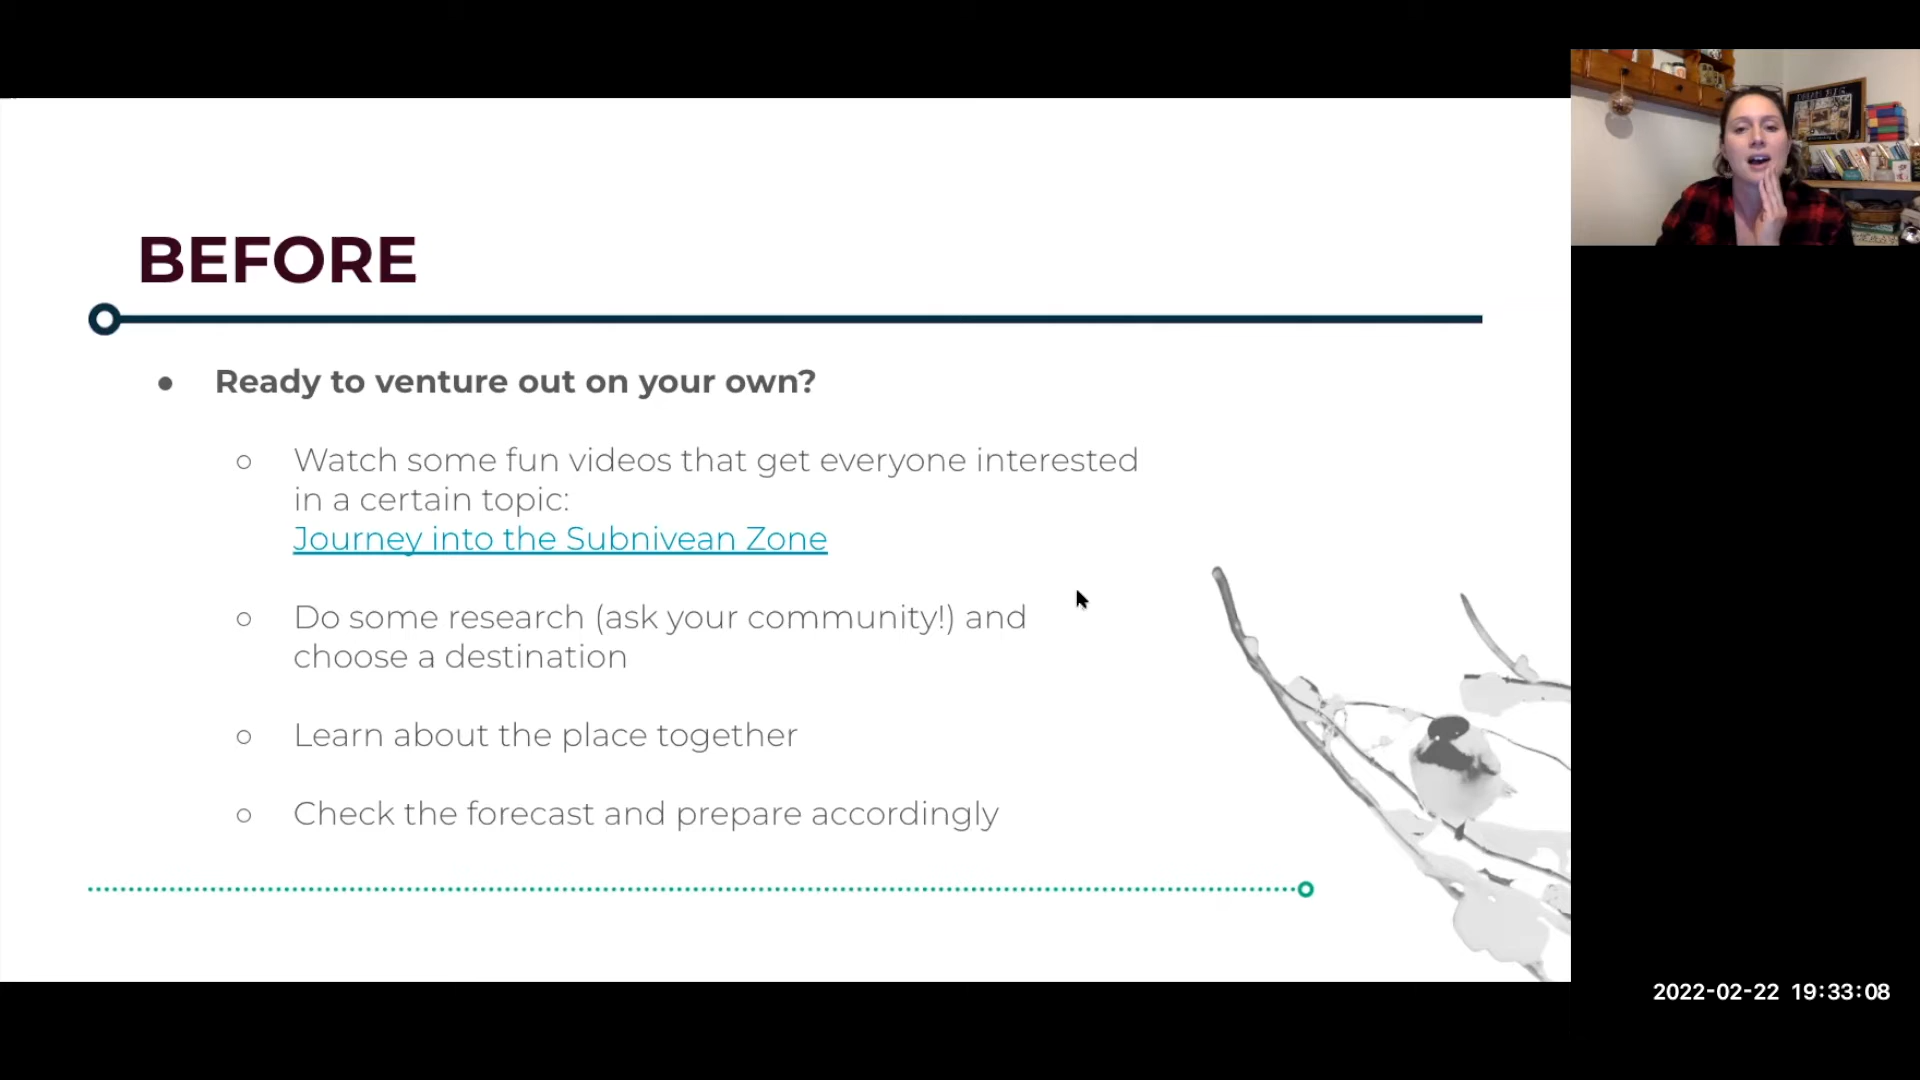 BEFORE
● Ready to venture out on your own?
○ Watch some fun videos that get everyone interested
in a certain topic:
Journey into the Subnivean Zone
○ Do some research (ask your community!) and
choose a destination
○ Learn about the place together
○ Check the forecast and prepare accordingly
2022-02-22 19:33:08